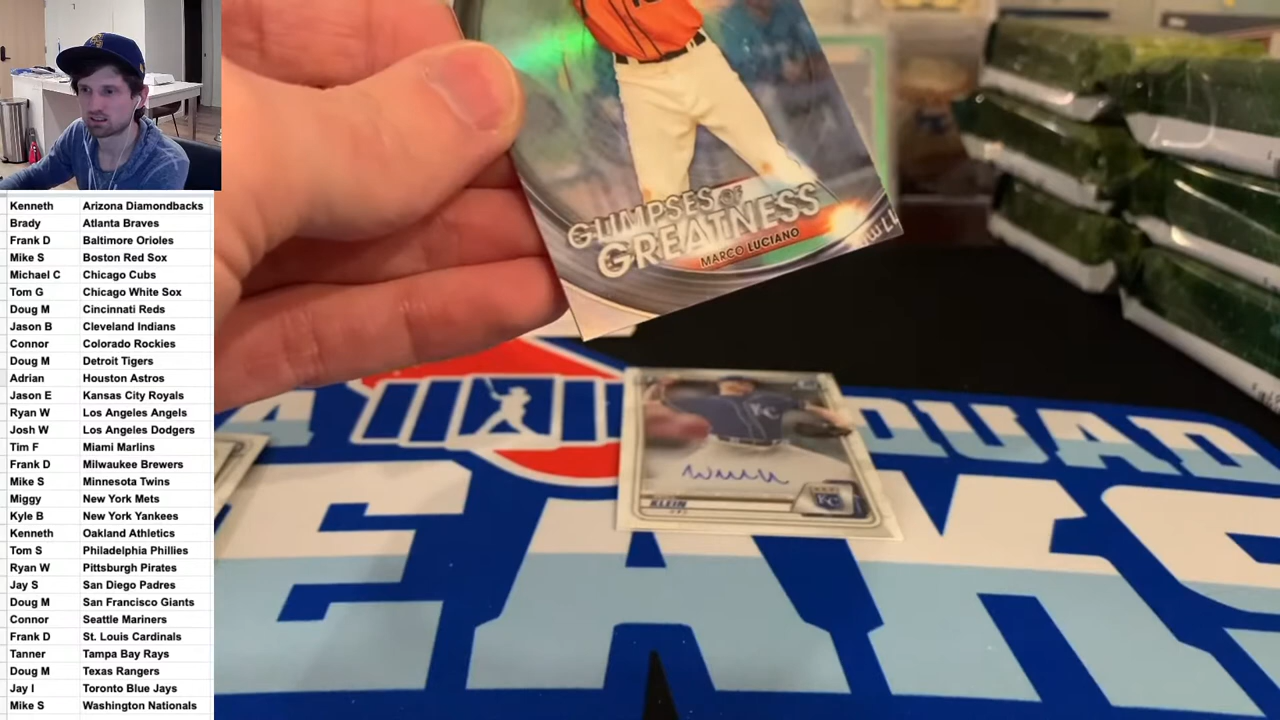 Kenneth Arizona Diamondbacks
Brady Atlanta Braves
Frank D Baltimore Orioles
Mike S Boston Red Sox
Michael C Chicago Cubs
Tom G Chicago White Sox
Doug M Cincinnati Reds
Jason B Cleveland Indians
Connor Colorado Rockies
Doug M Detroit Tigers
Adrian Houston Astros
Jason E Kansas City Royals
Ryan W Los Angeles Angels
Josh W Los Angeles Dodgers
Tim F Miami Marlins
Frank D Milwaukee Brewers
Mike S Minnesota Twins
Miggy New York Mets
Kyle B New York Yankees
Kenneth Oakland Athletics
Tom S Philadelphia Phillies
Ryan W Pittsburgh Pirates
Jay S San Diego Padres
Doug M San Francisco Giants
Connor Seattle Mariners
Frank D St. Louis Cardinals
Tanner Tampa Bay Rays
Doug M Texas Rangers
Jay I Toronto Blue Jays
Mike S Washington Nationals
GLIMPSES OF
GREATNESS
MARCO LUCIANO
KC
KLEIN
KC